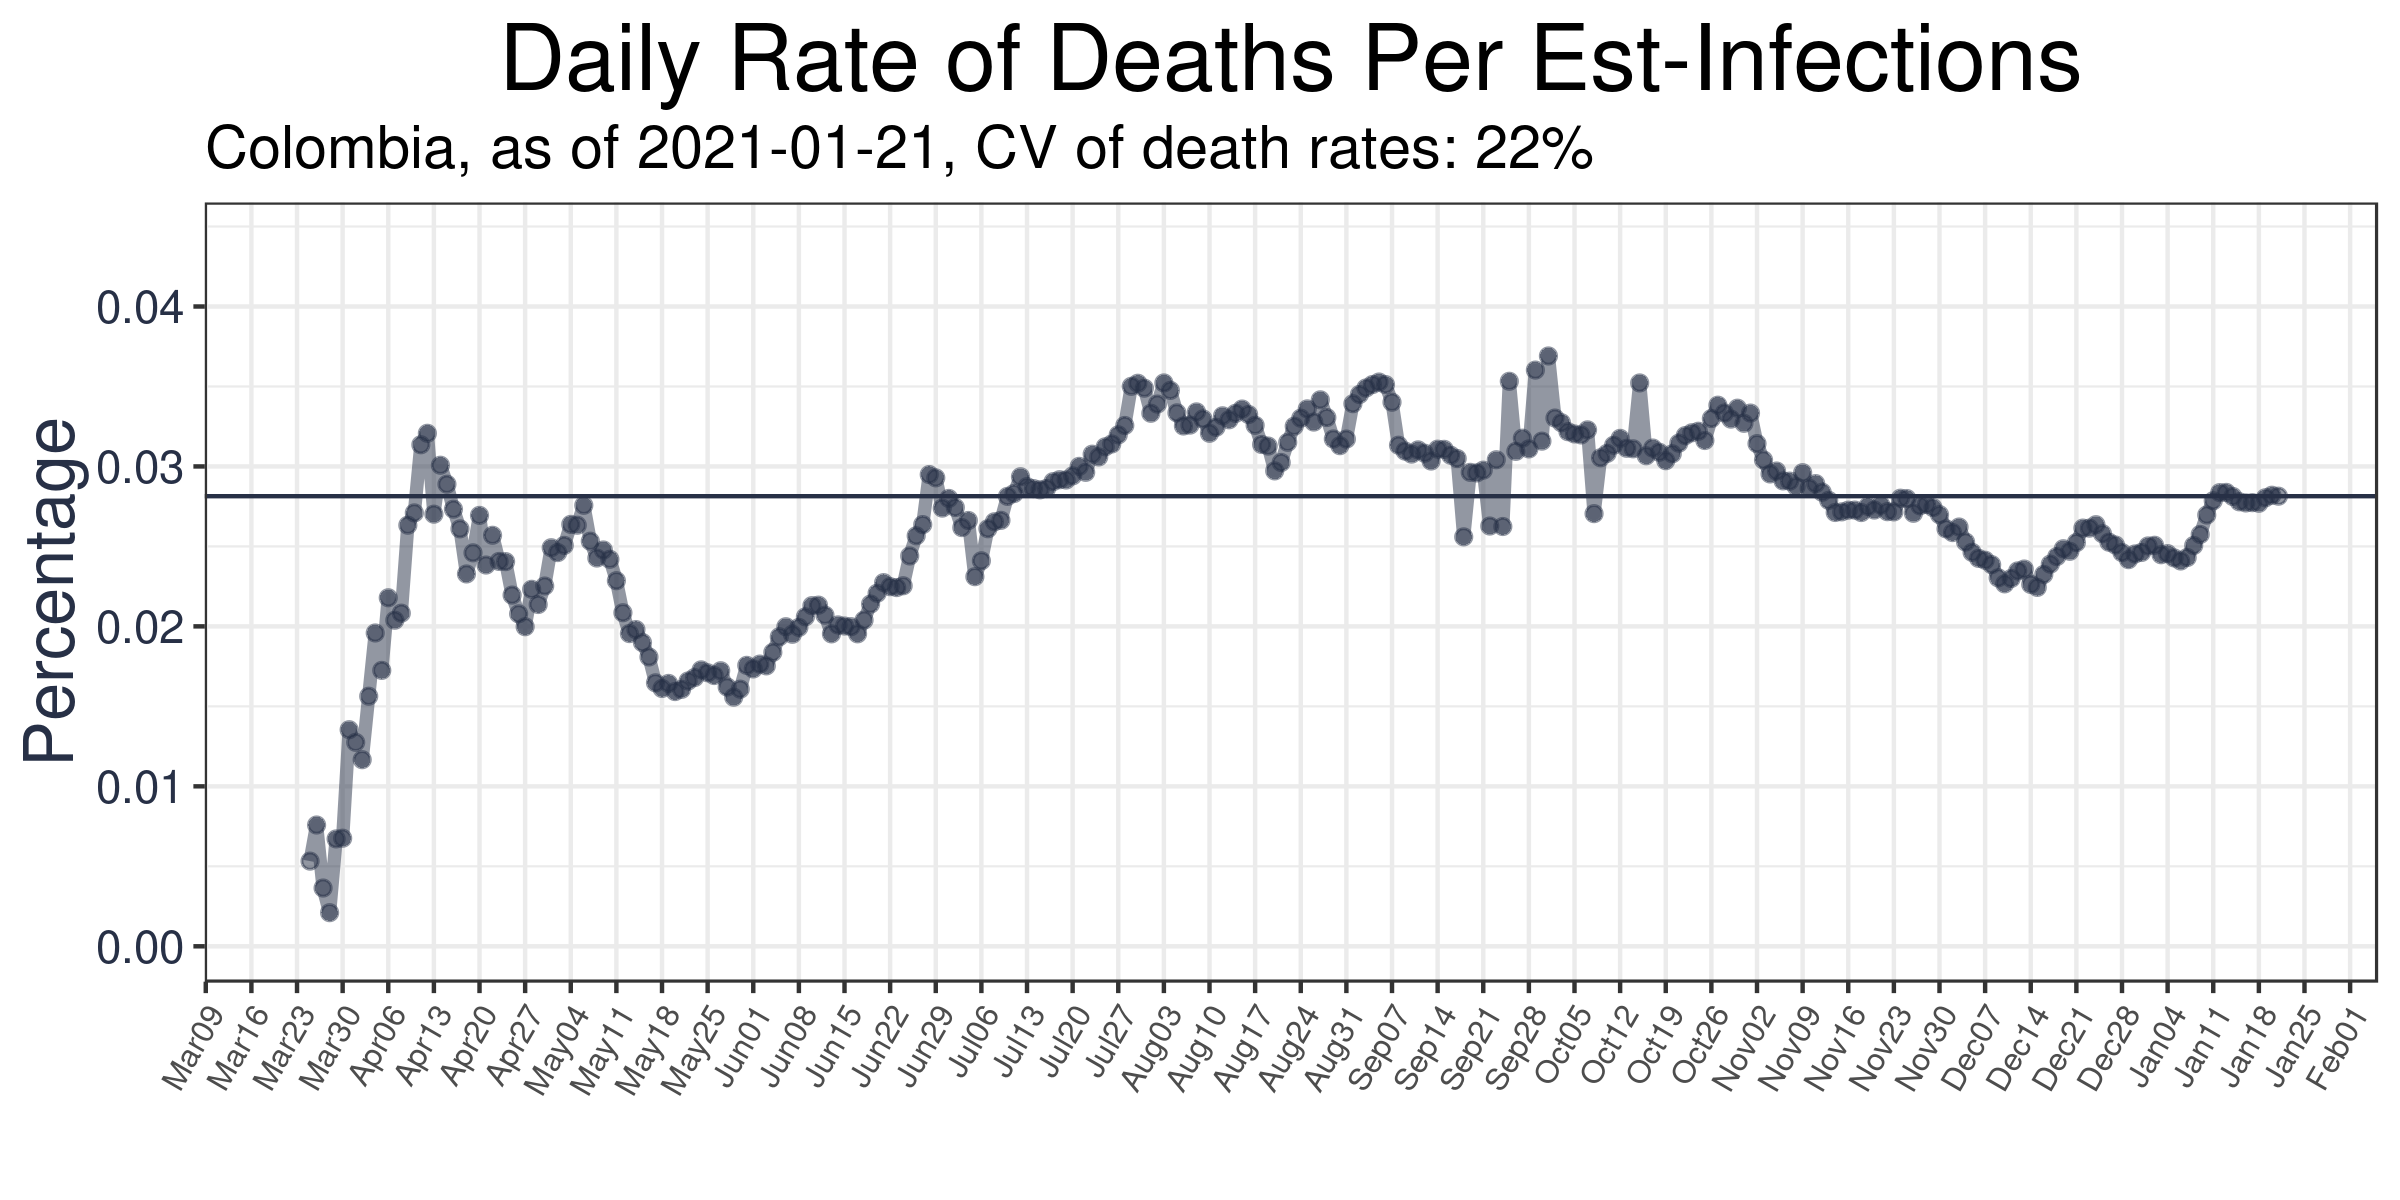 Daily Rate of Deaths Per Est-Infections
Colombia, as of 2021-01-21, CV of death rates: 22%
Percentage
0.04
0.03
0.02
0.01
0.00
Mar09
Mar16
Mar23
Mar30
Apr06
Apr13
Apr20
Apr27
May04
May11
May18
May25
Jun01
Jun08
Jun15
Jun22
Jun29
Jul06
Jul13
Jul20
Jul27
Aug03
Aug10
Aug17
Aug24
Aug31
Sep07
Sep14
Sep21
Sep28
Oct05
Oct12
Oct19
Oct26
Nov02
Nov09
Nov16
Nov23
Nov30
Dec07
Dec14
Dec21
Dec28
Jan04
Jan11
Jan18
Jan25
Feb01